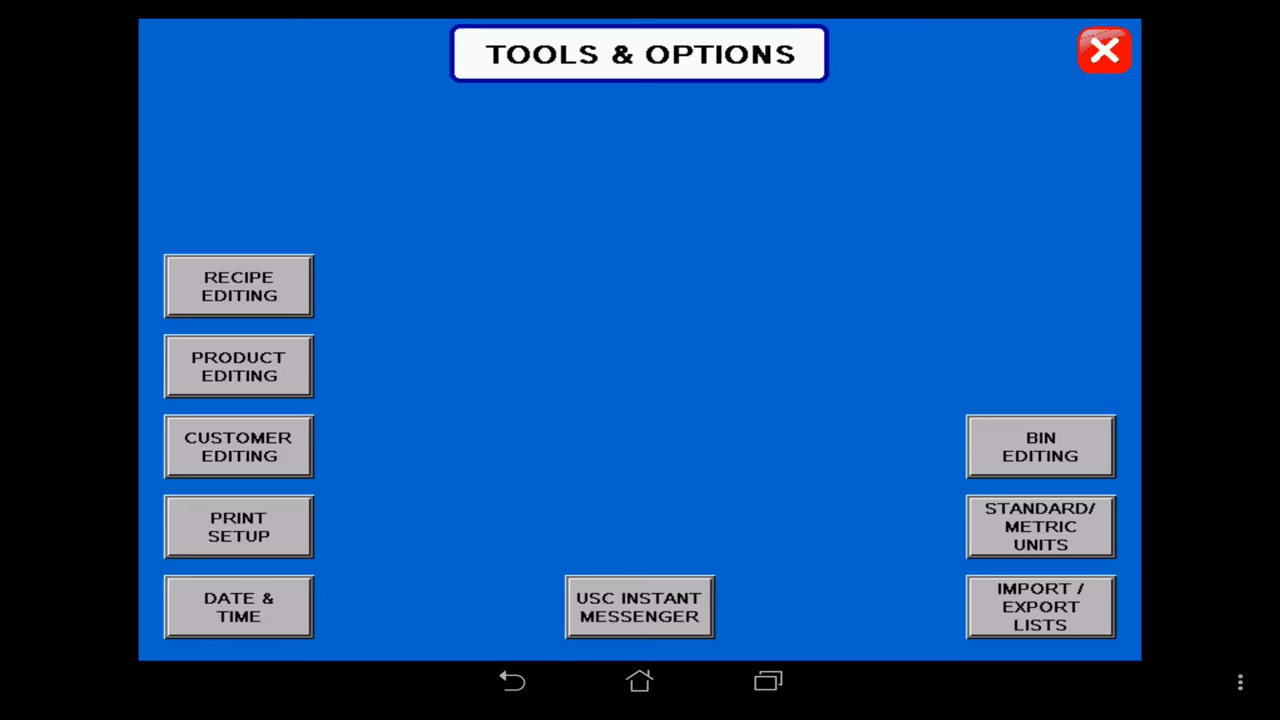 TOOLS & OPTIONS
RECIPE
EDITING
PRODUCT
EDITING
CUSTOMER
EDITING
PRINT
SETUP
DATE &
TIME
USC INSTANT
MESSENGER
BIN
EDITING
STANDARD/
METRIC
UNITS
IMPORT /
EXPORT
LISTS